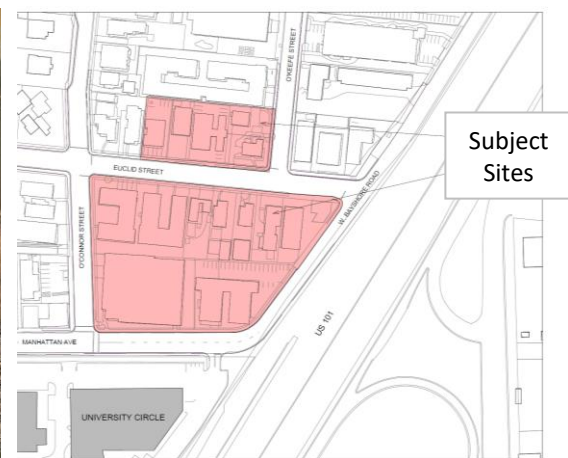 O'KEEFE STREET
Subject
Sites
EUCLID STREET
W. BAYSHORE ROAD
O'CONNOR STREET
US 101
MANHATTAN AVE
UNIVERSITY CIRCLE